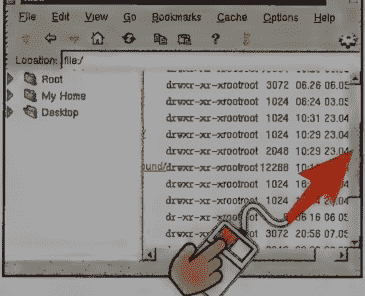 File Edit View Go Bookmarks Cache Options Help
?
Location: file:/
Root
My Home
Desktop
drwxr-xr-xrootroot 3072 06:26 06.05
drwxr-xr-xrootroot 1024 06:24 03.05
drwxr-xr-xrootroot 1024 10:31 23.04
drwxr-xr-xrootroot 1024 10:29 23.04
drwxr-xr-xrootroot 2048 10:29 23.04
ound/drwxr-xr-xrootroot 12288
drwxr-xr-xrootroot 1024
drwxr-xr-xrootroot 1024
dr-xr-xr-xrootroot 06:16 06.05
drwxr-xr-xrootroot 3072 20:56 07.05